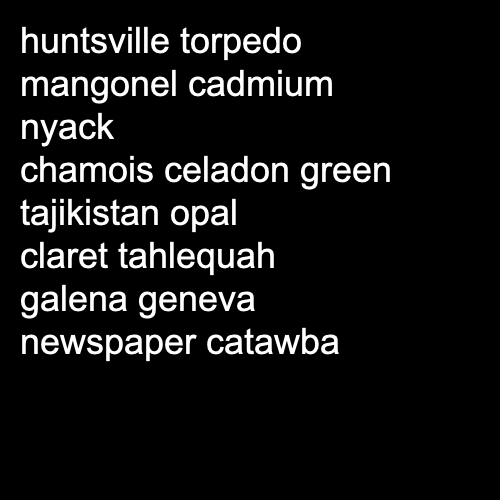 huntsville torpedo
mangonel cadmium
nyack
chamois celadon green
tajikistan opal
claret tahlequah
galena geneva
newspaper catawba